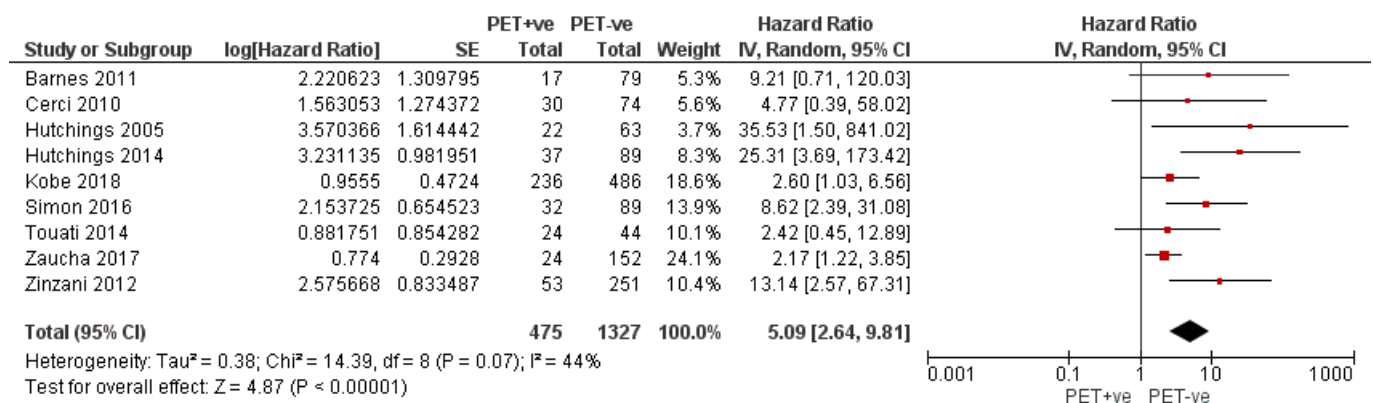 PET+ve PET-ve Hazard Ratio Hazard Ratio
Study or Subgroup log[Hazard Ratio] SE Total Total Weight IV, Random, 95% CI IV, Random, 95% CI
Barnes 2011 2.220623 1.309795 17 79 5.3% 9.21 [0.71, 120.03]
Cerci 2010 1.563053 1.274372 30 74 5.6% 4.77 [0.39, 58.02]
Hutchings 2005 3.570366 1.614442 22 63 3.7% 35.53 [1.50, 841.02]
Hutchings 2014 3.231135 0.981951 37 89 8.3% 25.31 [3.69, 173.42]
Kobe 2018 0.9555 0.4724 236 486 18.6% 2.60 [1.03, 6.56]
Simon 2016 2.153725 0.654523 32 89 13.9% 8.62 [2.39, 31.08]
Touati 2014 0.881751 0.854282 24 44 10.1% 2.42 [0.45, 12.89]
Zaucha 2017 0.774 0.2928 24 152 24.1% 2.17 [1.22, 3.85]
Zinzani 2012 2.575668 0.833487 53 251 10.4% 13.14 [2.57, 67.31]
Total (95% CI) 475 1327 100.0% 5.09 [2.64, 9.81]
Heterogeneity: Tau² = 0.38; Chi² = 14.39, df = 8 (P = 0.07); I² = 44%
Test for overall effect: Z = 4.87 (P < 0.00001)
0.001 0.1 1 10 1000
PET+ve PET-ve